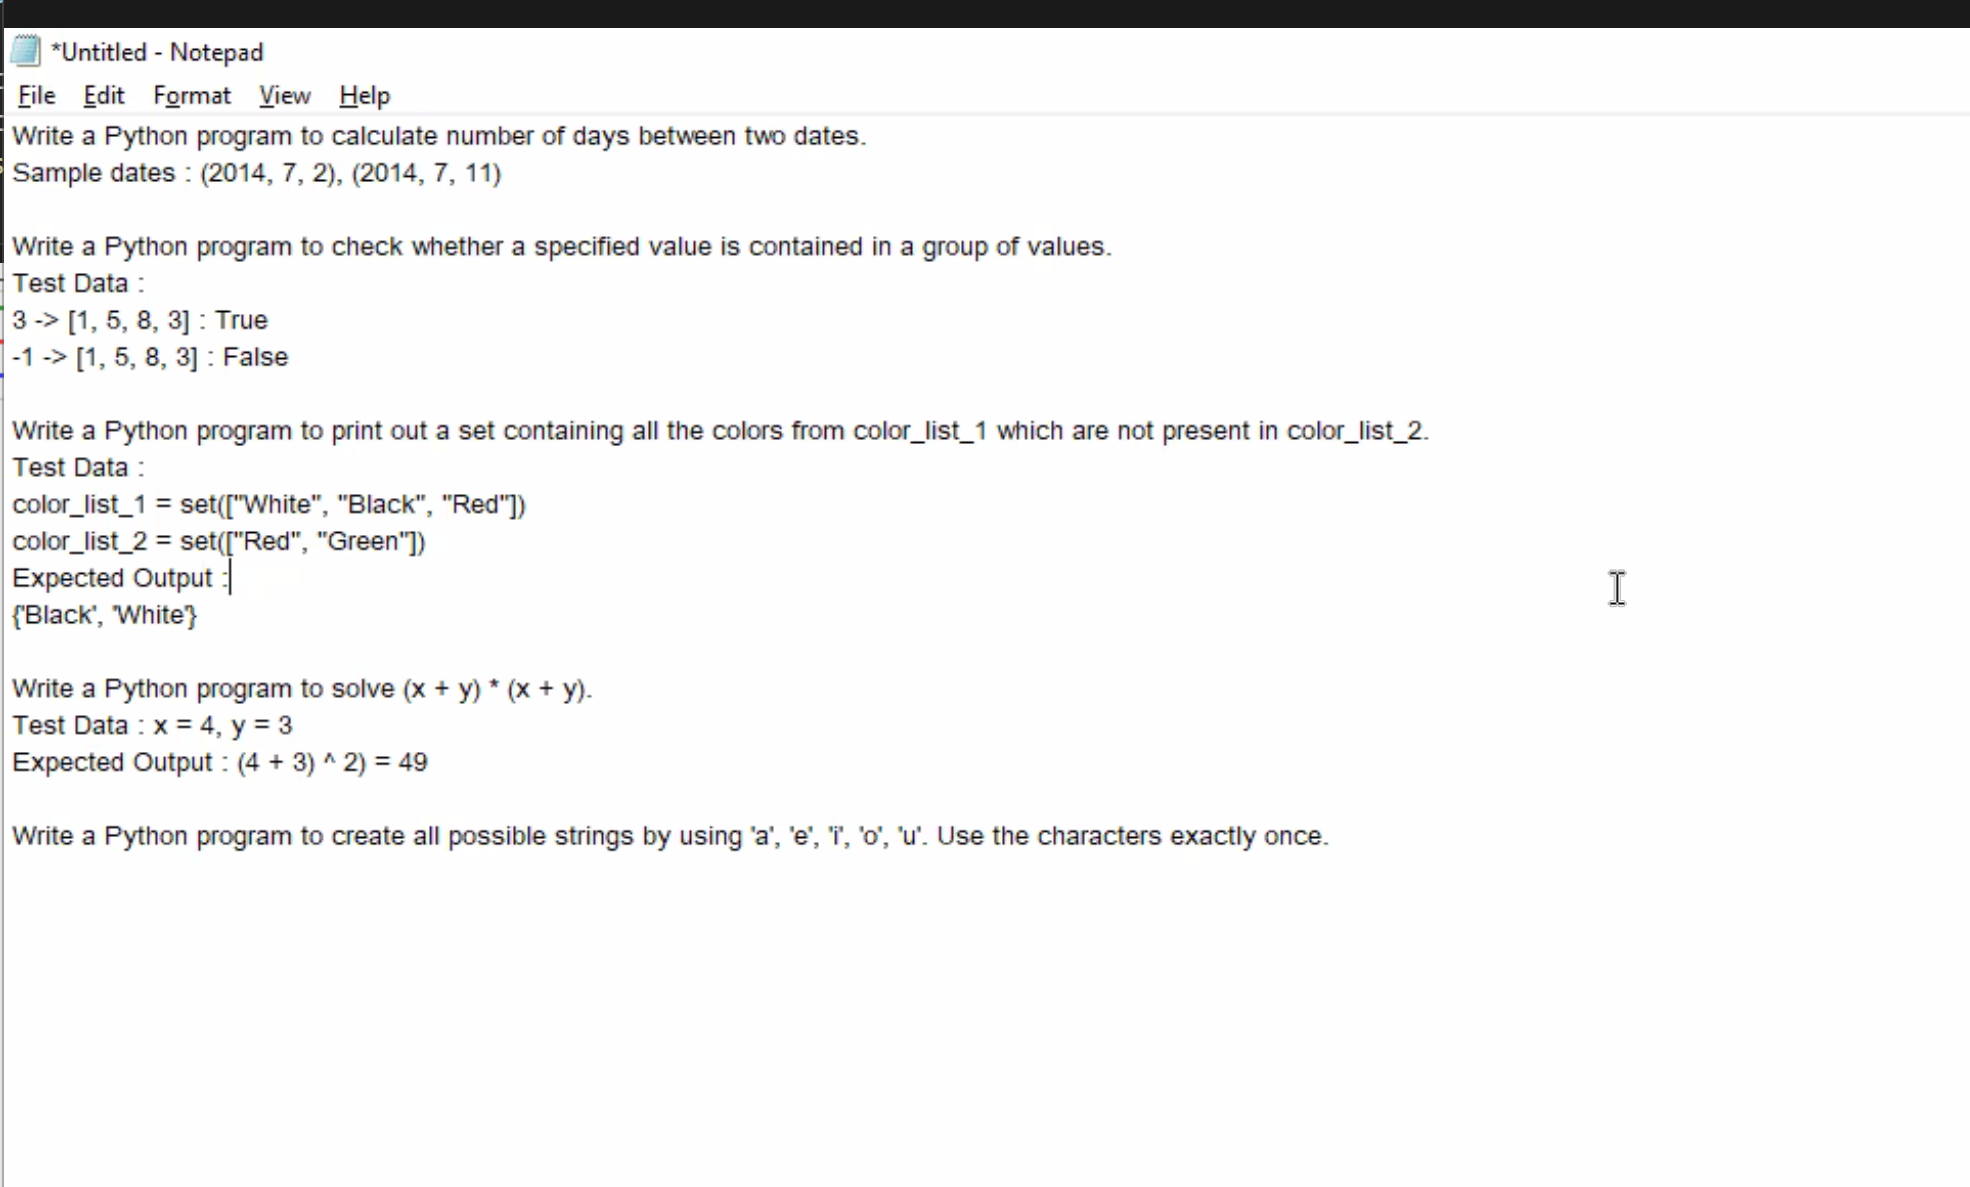 *Untitled - Notepad
File Edit Format View Help
Write a Python program to calculate number of days between two dates.
Sample dates : (2014, 7, 2), (2014, 7, 11)
Write a Python program to check whether a specified value is contained in a group of values.
Test Data :
3 -> [1, 5, 8, 3] : True
-1 -> [1, 5, 8, 3] : False
Write a Python program to print out a set containing all the colors from color_list_1 which are not present in color_list_2.
Test Data :
color_list_1 = set(["White", "Black", "Red"])
color_list_2 = set(["Red", "Green"])
Expected Output :
{'Black', 'White'}
Write a Python program to solve (x + y) * (x + y).
Test Data : x = 4, y = 3
Expected Output : (4 + 3) ^ 2) = 49
Write a Python program to create all possible strings by using 'a', 'e', 'i', 'o', 'u'. Use the characters exactly once.